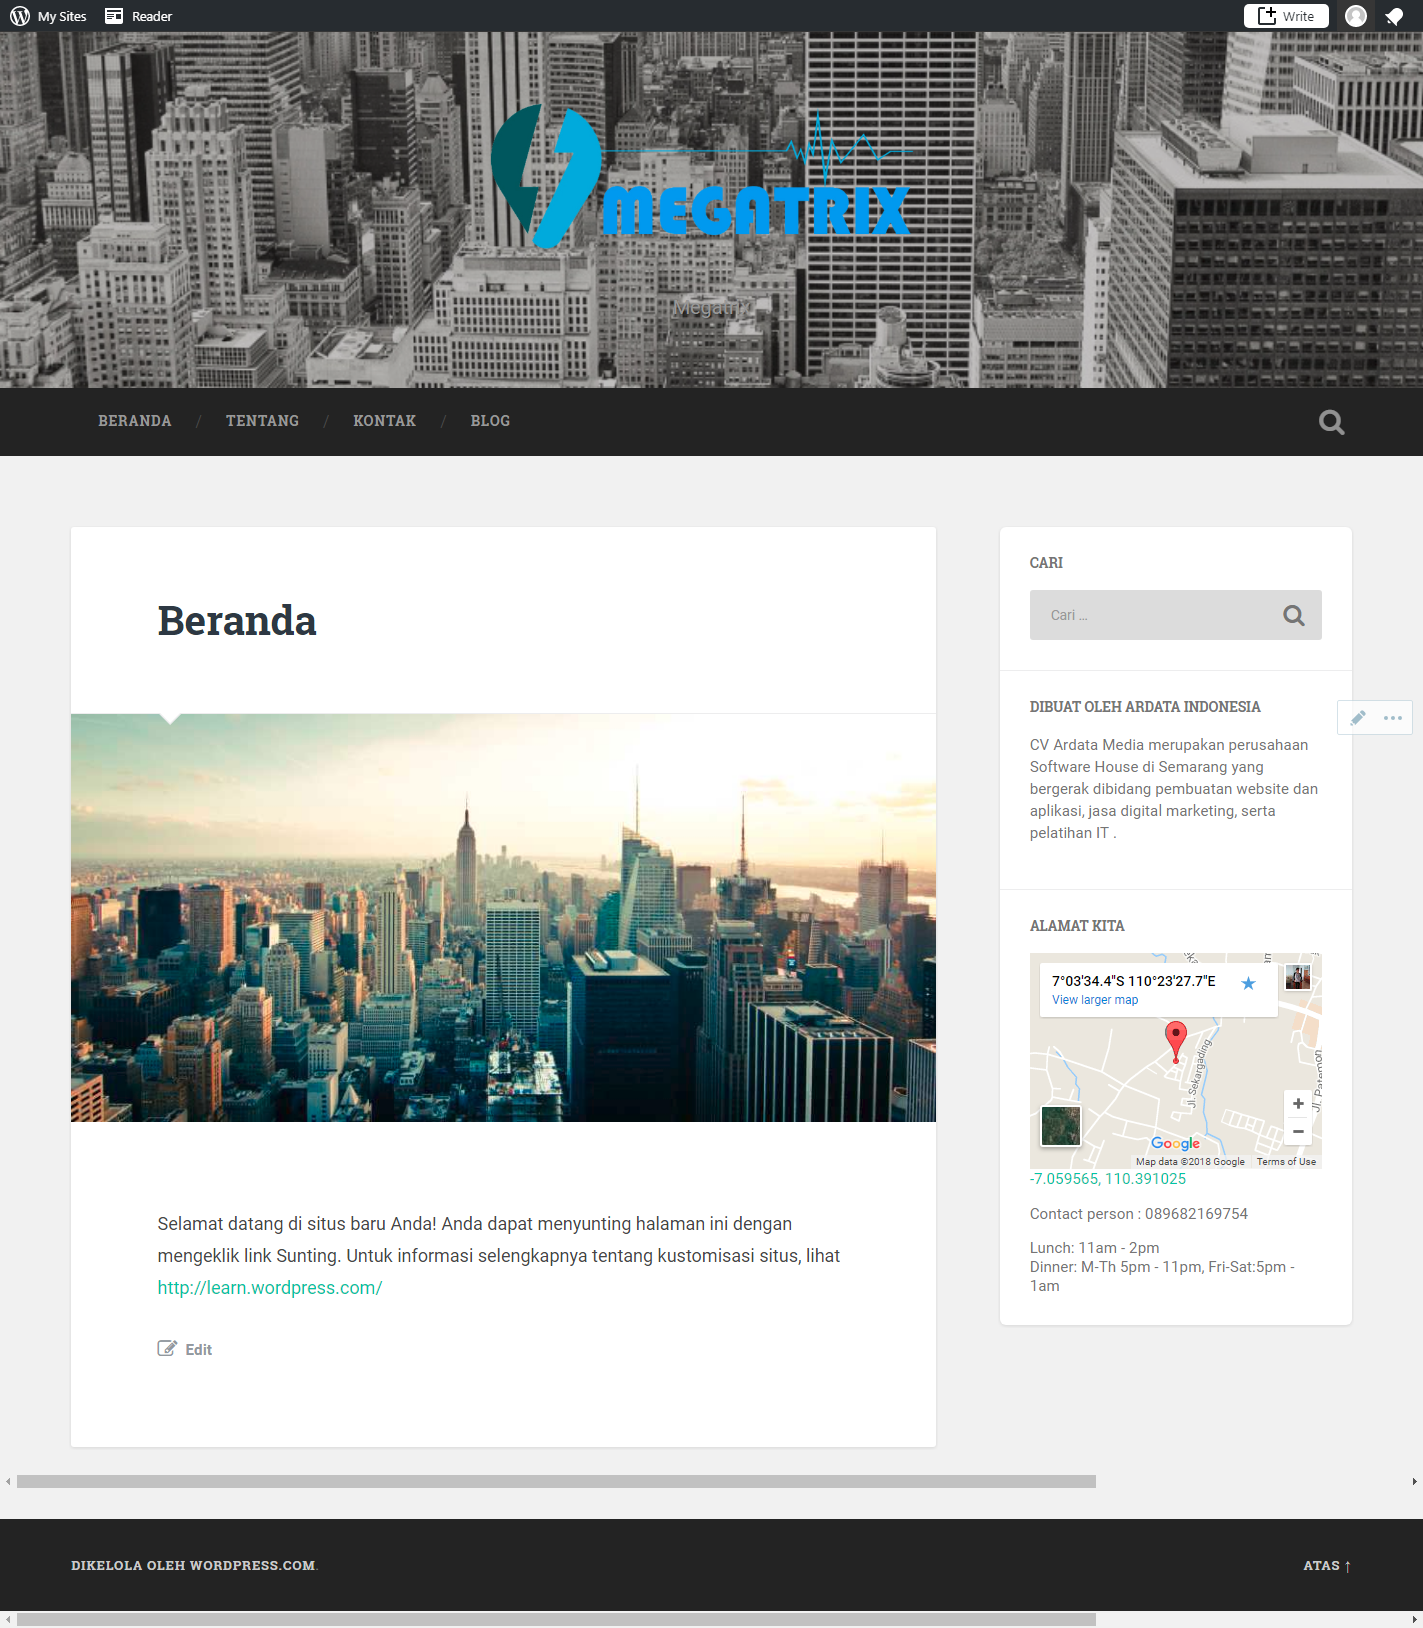 My Sites
Reader
Write
MEGATRIX
BERANDA / TENTANG / KONTAK / BLOG
Beranda
Selamat datang di situs baru Anda! Anda dapat menyunting halaman ini dengan
mengeklik link Sunting. Untuk informasi selengkapnya tentang kustomisasi situs, lihat
http://learn.wordpress.com/
Edit
CARI
Cari ...
DIBUAT OLEH ARDATA INDONESIA
CV Ardata Media merupakan perusahaan
Software House di Semarang yang
bergerak dibidang pembuatan website dan
aplikasi, jasa digital marketing, serta
pelatihan IT .
ALAMAT KITA
7°03'34.4"S 110°23'27.7"E
View larger map
Jl. Sekargading
Jl. Patemon
Google
Map data ©2018 Google
Terms of Use
-7.059565, 110.391025
Contact person : 089682169754
Lunch: 11am - 2pm
Dinner: M-Th 5pm - 11pm, Fri-Sat:5pm -
1am
DIKELOLA OLEH WORDPRESS.COM.
ATAS ↑